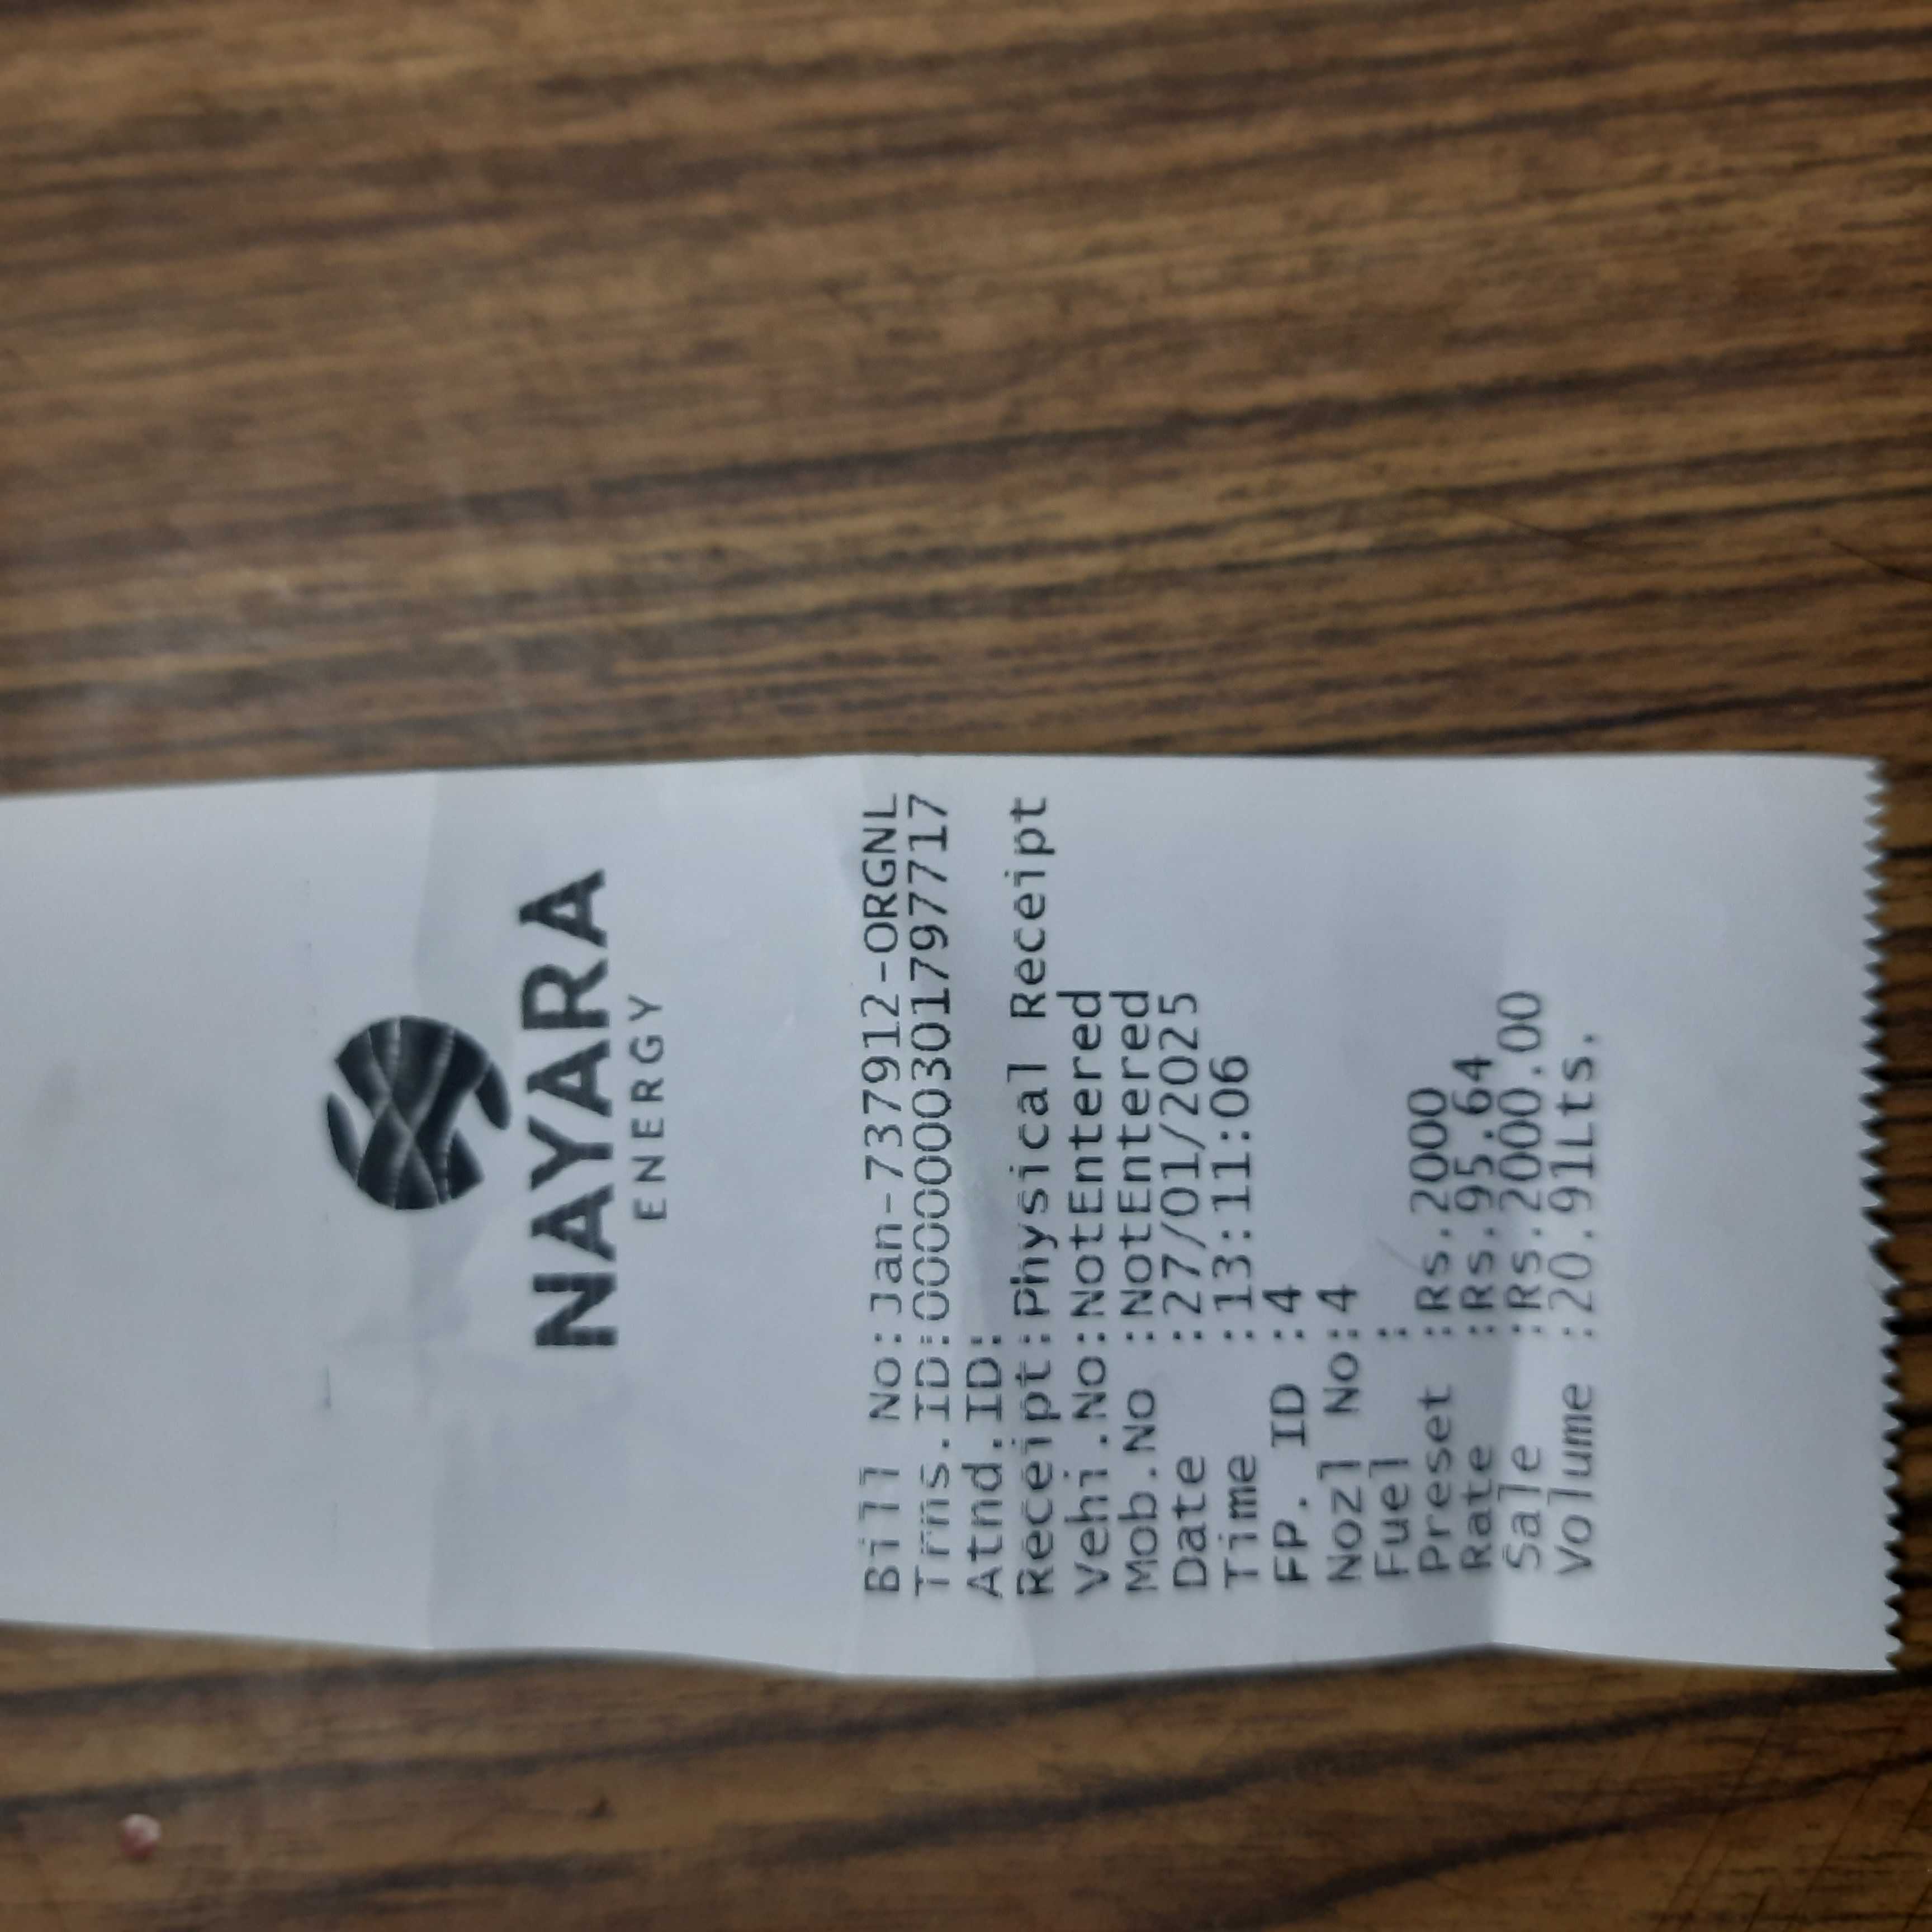 NAYARA
ENERGY
Bill No:Jan-737912-ORGNL
Trns.ID:0000000301797717
Atnd.ID:
Receipt:Physical Receipt
Vehi.No:NotEntered
Mob.No :NotEntered
Date :27/01/2025
Time :13:11:06
FP. ID :4
Nozl No:4
Fuel :
Preset :Rs.2000
Rate :Rs.95.64
Sale :Rs.2000.00
Volume :20.91Lts.